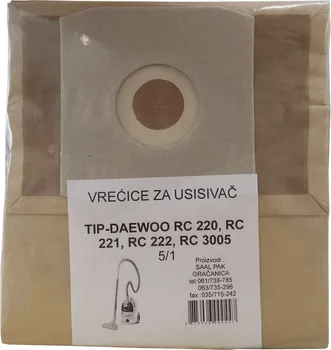 VREĆICE ZA USISIVAČ
TIP-DAEWOO RC 220, RC
221, RC 222, RC 3005
5/1
Proizvodi
SAAL PAK
GRAČANICA
tel:061/738-785
063/735-296
fax :035/715-242